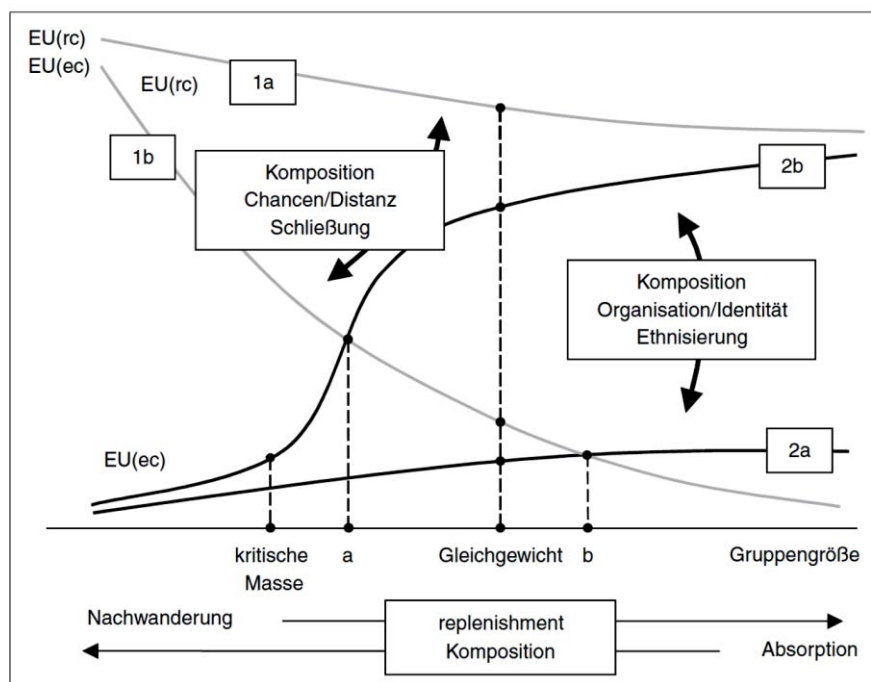 EU(rc)
EU(ec)
EU(rc)
1a
1b
Komposition
Chancen/Distanz
Schließung
2b
Komposition
Organisation/Identität
Ethnisierung
EU(ec)
2a
kritische
Masse
a
Gleichgewicht
b
Gruppengröße
Nachwanderung
replenishment
Komposition
Absorption